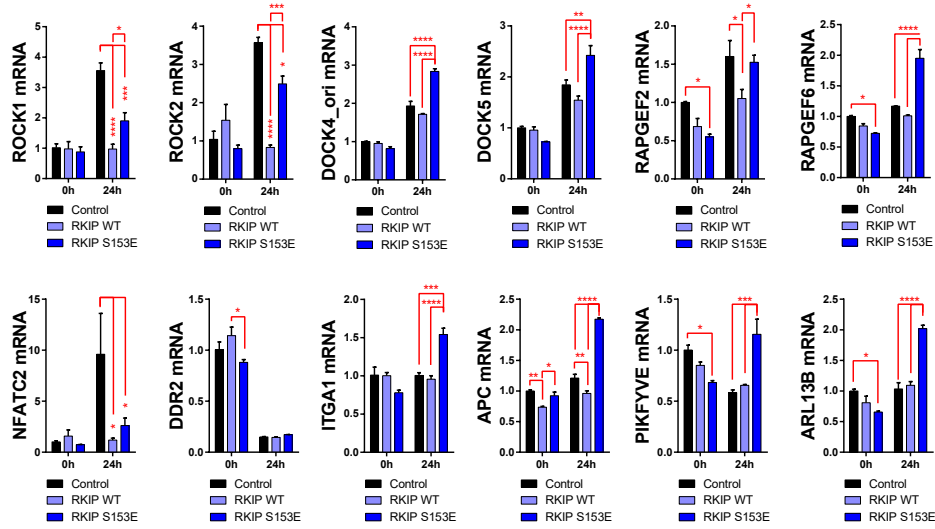 ROCK1 mRNA
5
4
3
2
1
0
*
****
***
0h
24h
Control
RKIP WT
RKIP S153E
ROCK2 mRNA
4
3
2
1
0
***
*
****
0h
24h
Control
RKIP WT
RKIP S153E
DOCK4_ori mRNA
4
3
2
1
0
****
****
0h
24h
Control
RKIP WT
RKIP S153E
DOCK5 mRNA
3
2
1
0
**
****
0h
24h
Control
RKIP WT
RKIP S153E
RAPGEF2 mRNA
2.0
1.5
1.0
0.5
0.0
*
*
*
0h
24h
Control
RKIP WT
RKIP S153E
RAPGEF6 mRNA
2.5
2.0
1.5
1.0
0.5
0.0
*
****
0h
24h
Control
RKIP WT
RKIP S153E
NFATC2 mRNA
15
10
5
0
*
*
*
0h
24h
Control
RKIP WT
RKIP S153E
DDR2 mRNA
1.5
1.0
0.5
0.0
*
0h
24h
Control
RKIP WT
RKIP S153E
ITGA1 mRNA
2.0
1.5
1.0
0.5
0.0
***
****
0h
24h
Control
RKIP WT
RKIP S153E
APC mRNA
2.5
2.0
1.5
1.0
0.5
0.0
**
*
****
**
0h
24h
Control
RKIP WT
RKIP S153E
PIKFYVE mRNA
1.5
1.0
0.5
0.0
*
***
0h
24h
Control
RKIP WT
RKIP S153E
ARL13B mRNA
2.5
2.0
1.5
1.0
0.5
0.0
*
****
0h
24h
Control
RKIP WT
RKIP S153E